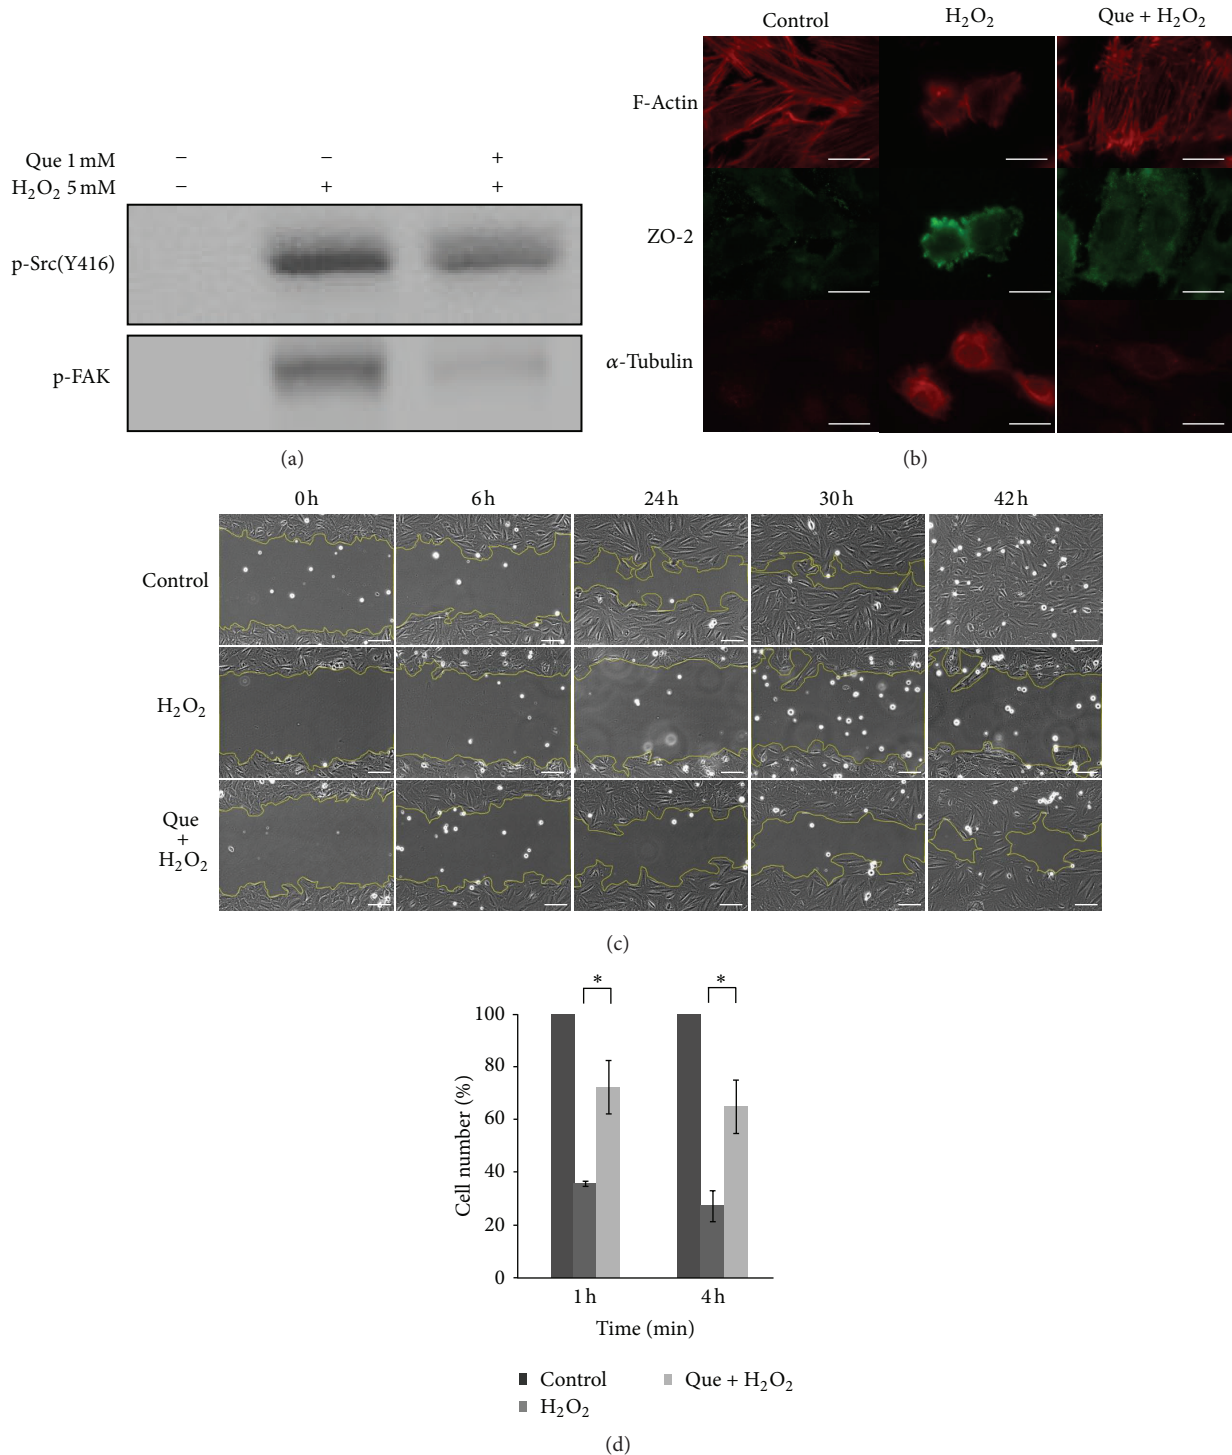 Que 1 mM − − +
H₂O₂ 5 mM − + +
p-Src(Y416)
p-FAK
(a)
Control H₂O₂ Que + H₂O₂
F-Actin
ZO-2
α-Tubulin
(b)
0 h 6 h 24 h 30 h 42 h
Control
H₂O₂
Que
+
H₂O₂
(c)
* *
100
80
60
40
20
0
Cell number (%)
1 h 4 h
Time (min)
Control Que + H₂O₂
H₂O₂
(d)